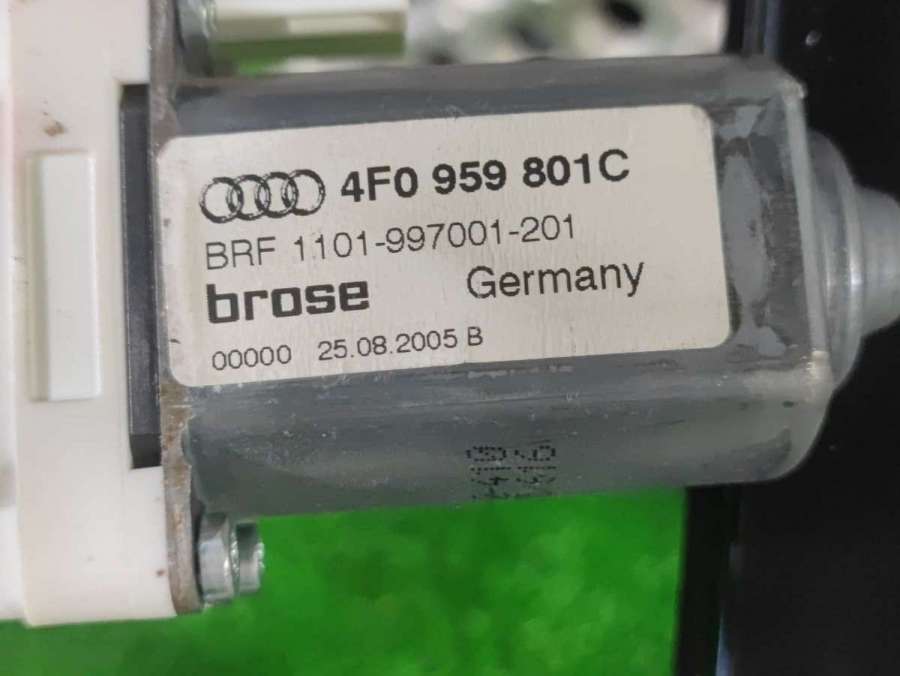 4F0 959 801C
BRF 1101-997001-201
brose Germany
00000 25.08.2005 B